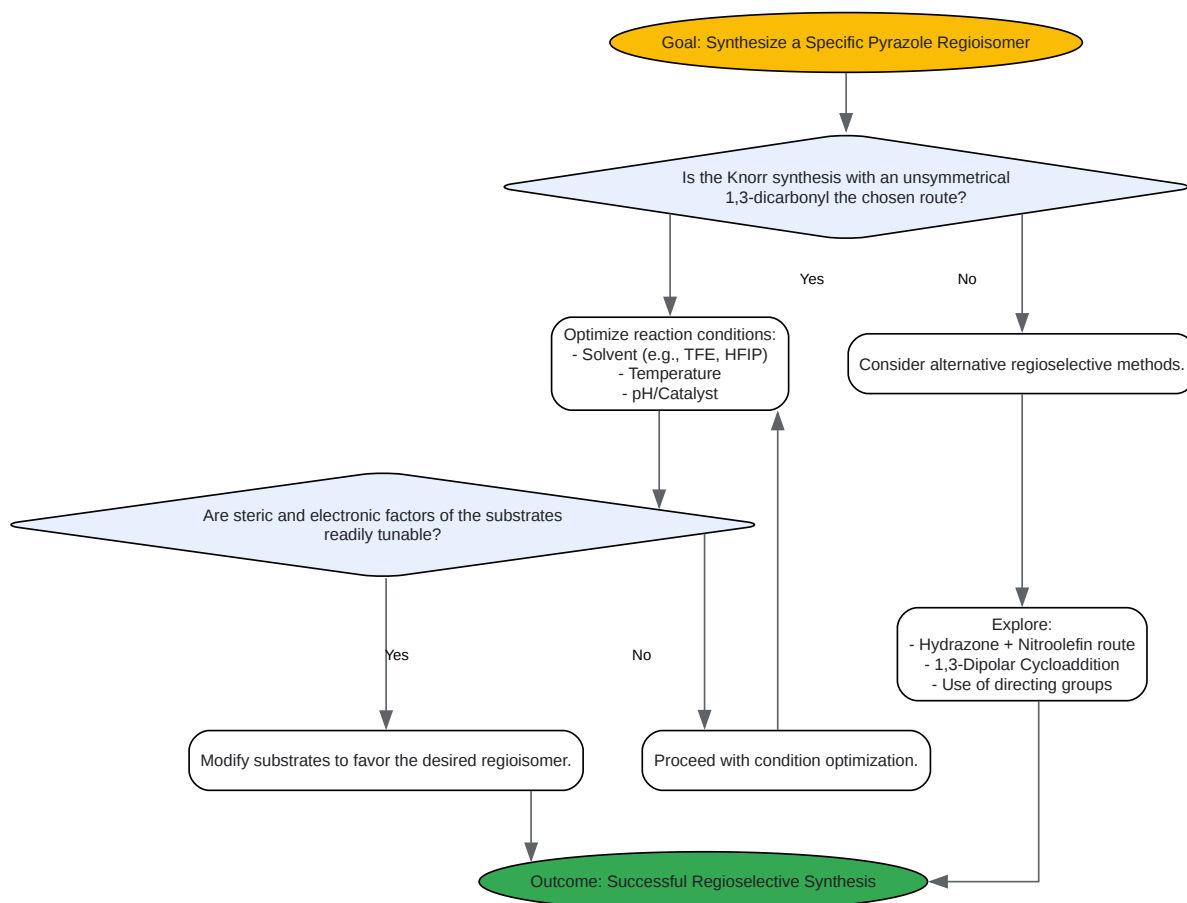 Goal: Synthesize a Specific Pyrazole Regioisomer
Is the Knorr synthesis with an unsymmetrical
1,3-dicarbonyl the chosen route?
Yes
No
Optimize reaction conditions:
- Solvent (e.g., TFE, HFIP)
- Temperature
- pH/Catalyst
Consider alternative regioselective methods.
Are steric and electronic factors of the substrates
readily tunable?
Yes
No
Explore:
- Hydrazone + Nitroolefin route
- 1,3-Dipolar Cycloaddition
- Use of directing groups
Modify substrates to favor the desired regioisomer.
Proceed with condition optimization.
Outcome: Successful Regioselective Synthesis